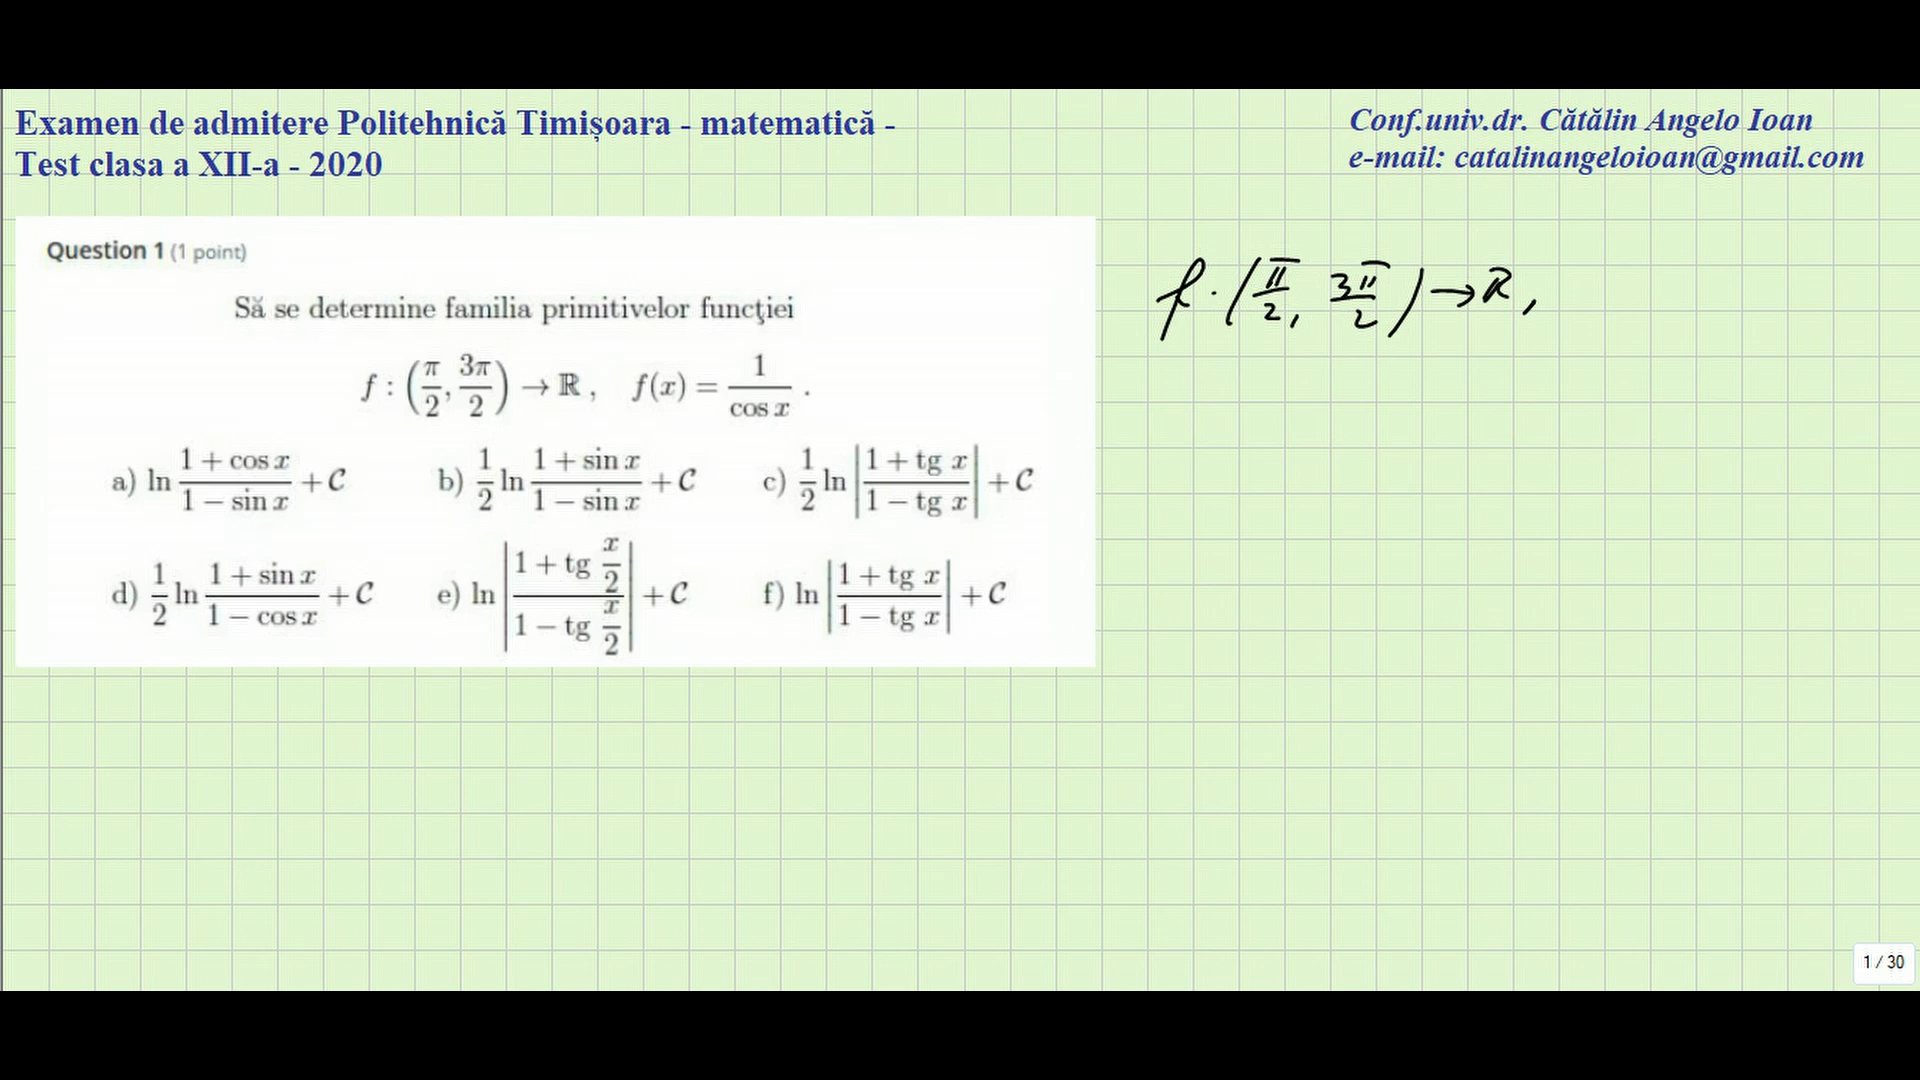 Examen de admitere Politehnică Timișoara - matematică -
Test clasa a XII-a - 2020
Conf.univ.dr. Cătălin Angelo Ioan
e-mail: catalinangeloioan@gmail.com
Question 1 (1 point)
Să se determine familia primitivelor funcţiei
f : (π/2, 3π/2) → ℝ, f(x) = 1/cos x .
a) ln (1 + cos x)/(1 − sin x) + C b) 1/2 ln (1 + sin x)/(1 − sin x) + C c) 1/2 ln |(1 + tg x)/(1 − tg x)| + C
d) 1/2 ln (1 + sin x)/(1 − cos x) + C e) ln |(1 + tg x/2)/(1 − tg x/2)| + C f) ln |(1 + tg x)/(1 − tg x)| + C
f : (π/2, 3π/2) → ℝ,
1 / 30